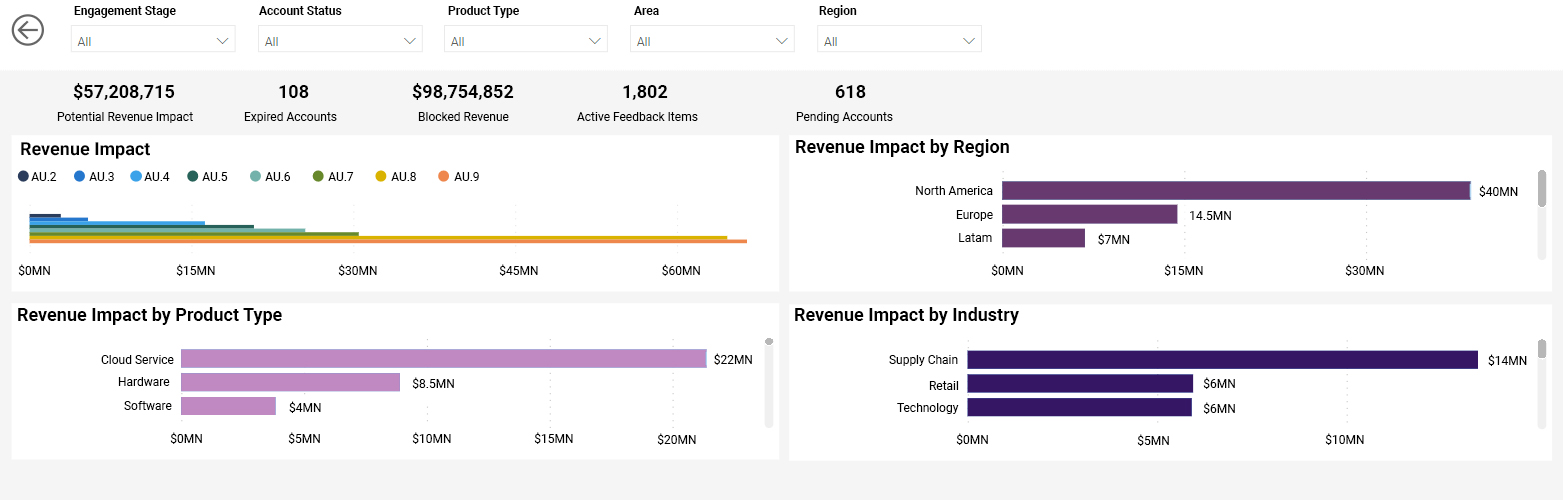 Engagement Stage Account Status Product Type Area Region
All All All All All
$57,208,715 108 $98,754,852 1,802 618
Potential Revenue Impact Expired Accounts Blocked Revenue Active Feedback Items Pending Accounts
Revenue Impact
AU.2 AU.3 AU.4 AU.5 AU.6 AU.7 AU.8 AU.9
$0MN $15MN $30MN $45MN $60MN
Revenue Impact by Region
North America $40MN
Europe 14.5MN
Latam $7MN
$0MN $15MN $30MN
Revenue Impact by Product Type
Cloud Service $22MN
Hardware $8.5MN
Software $4MN
$0MN $5MN $10MN $15MN $20MN
Revenue Impact by Industry
Supply Chain $14MN
Retail $6MN
Technology $6MN
$0MN $5MN $10MN